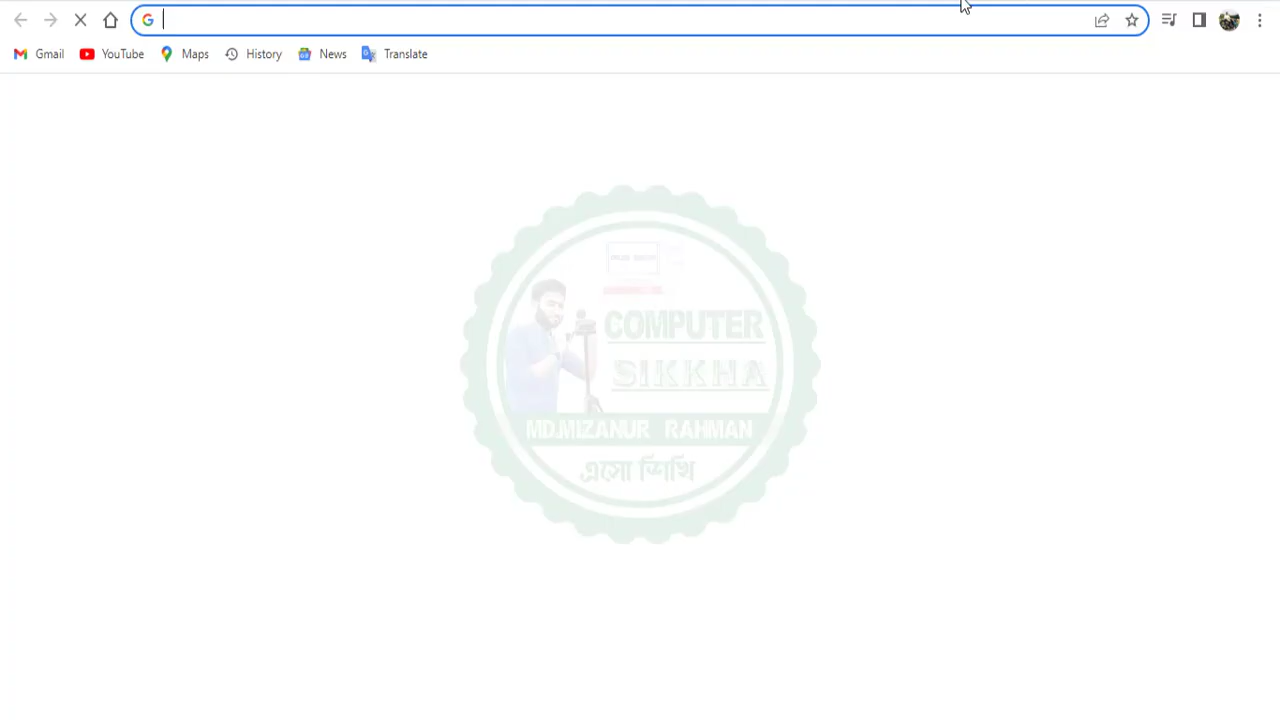 Gmail YouTube Maps History News Translate
COMPUTER
SIKKHA
MD.MIZANUR RAHMAN
এসো শিখি